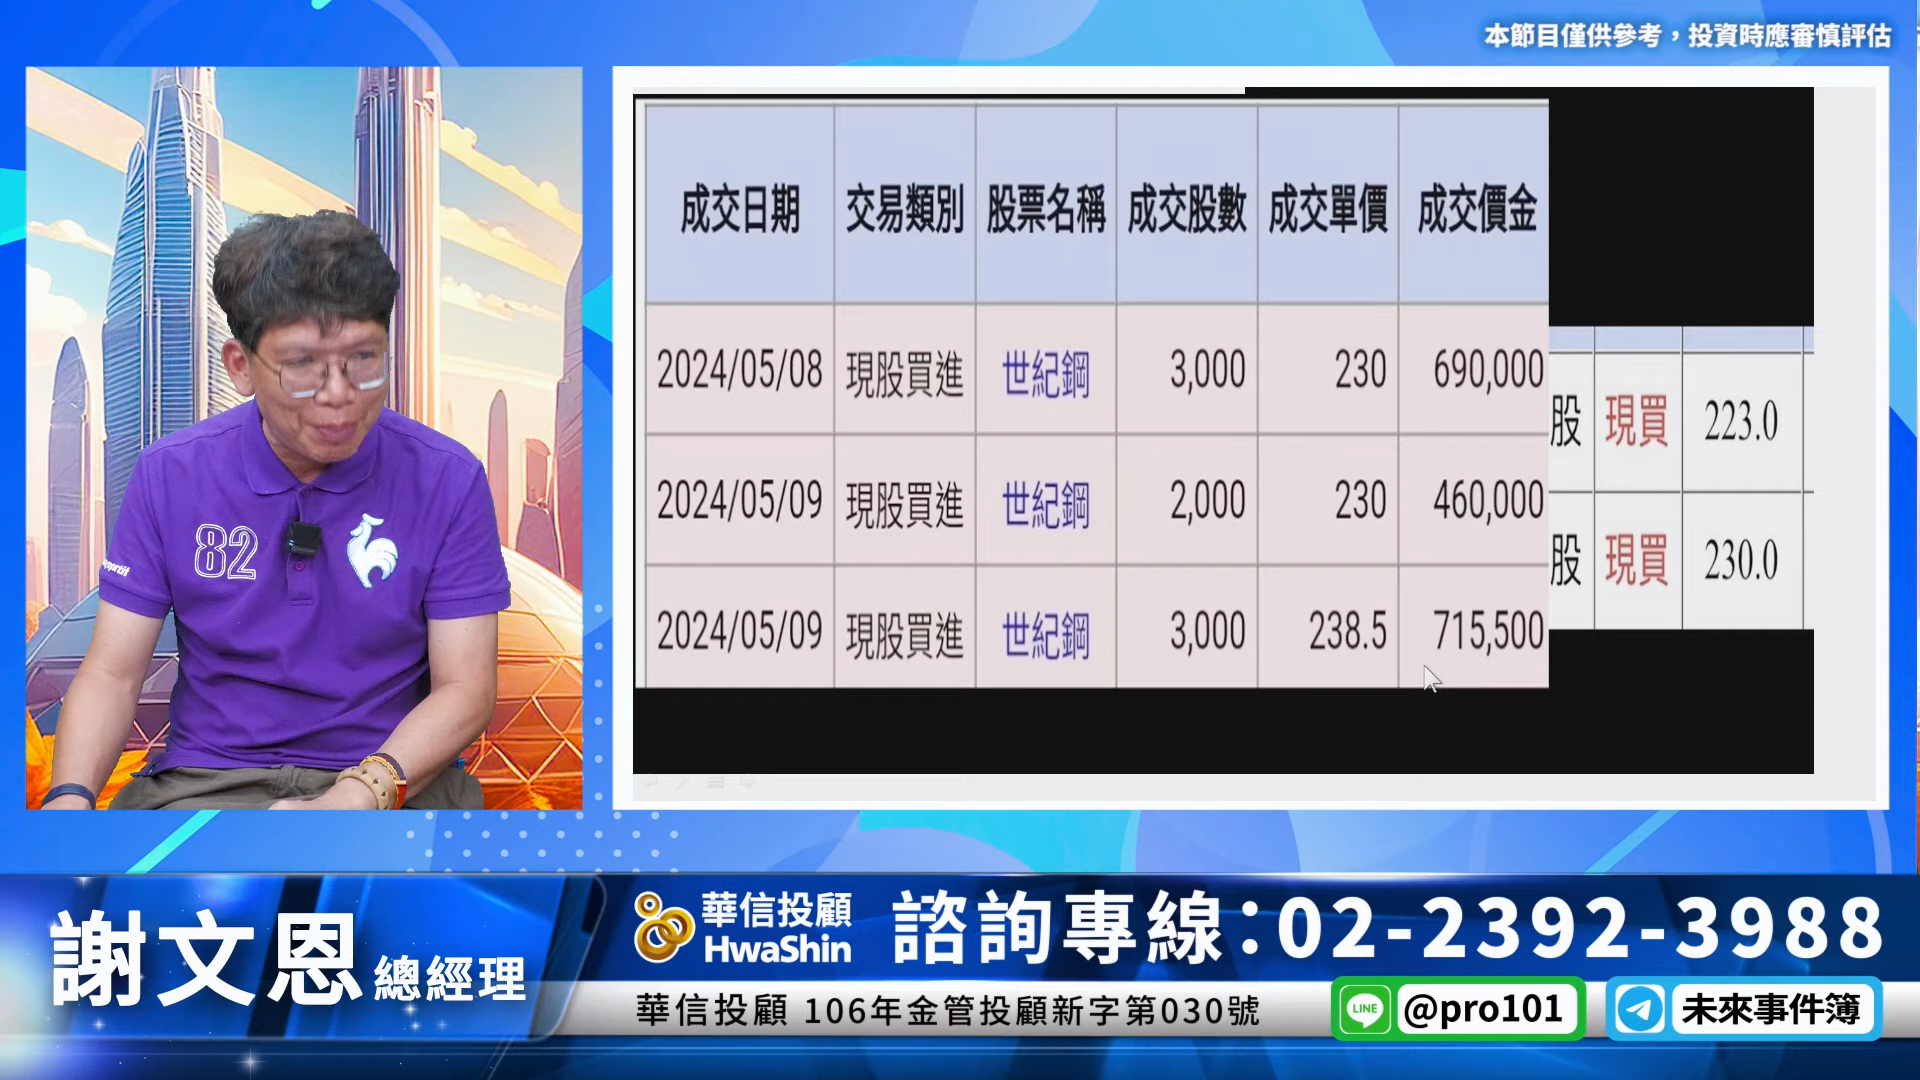 本節目僅供參考，投資時應審慎評估
成交日期 交易類別 股票名稱 成交股數 成交單價 成交價金
2024/05/08 現股買進 世紀鋼 3,000 230 690,000
2024/05/09 現股買進 世紀鋼 2,000 230 460,000
2024/05/09 現股買進 世紀鋼 3,000 238.5 715,500
股 現買 223.0
股 現買 230.0
82
謝文恩 總經理
華信投顧
HwaShin
諮詢專線:02-2392-3988
華信投顧 106年金管投顧新字第030號
LINE @pro101
未來事件簿